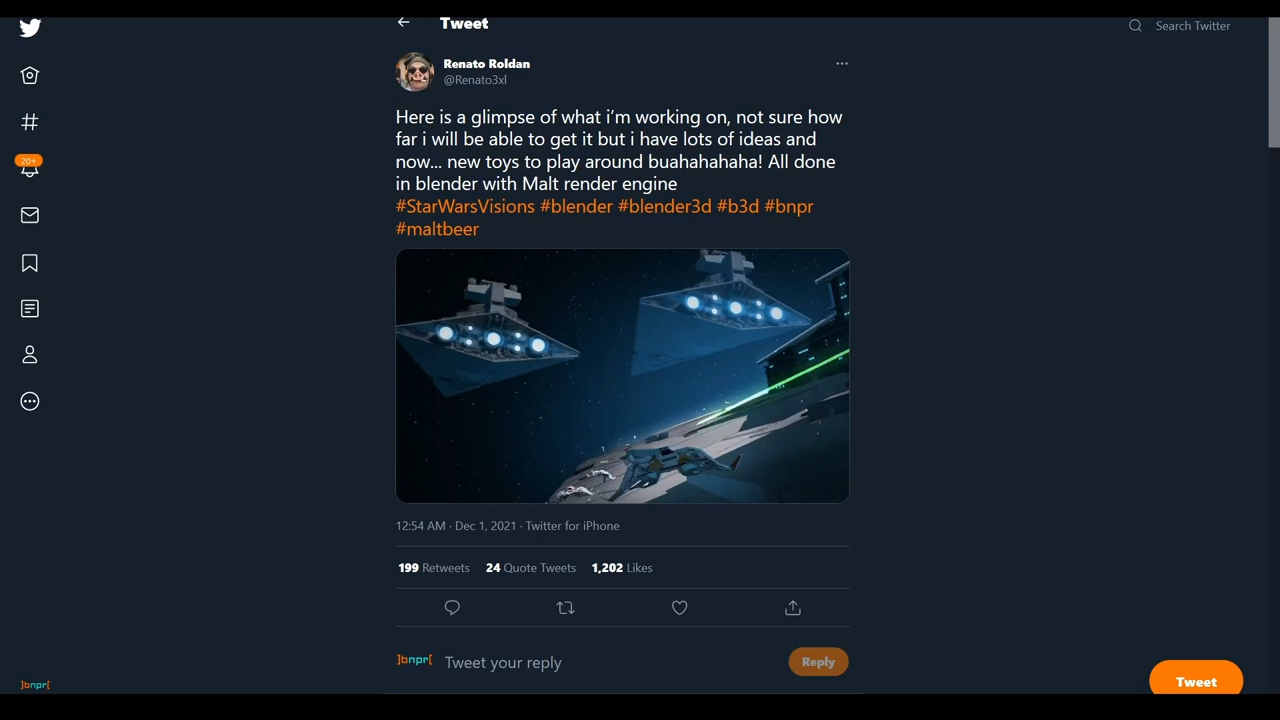 Tweet
Search Twitter
Renato Roldan
@Renato3xl
Here is a glimpse of what i'm working on, not sure how
far i will be able to get it but i have lots of ideas and
now... new toys to play around buahahahaha! All done
in blender with Malt render engine
#StarWarsVisions #blender #blender3d #b3d #bnpr
#maltbeer
20+
12:54 AM · Dec 1, 2021 · Twitter for iPhone
199 Retweets 24 Quote Tweets 1,202 Likes
]bnpr[ Tweet your reply Reply
]bnpr[ Tweet